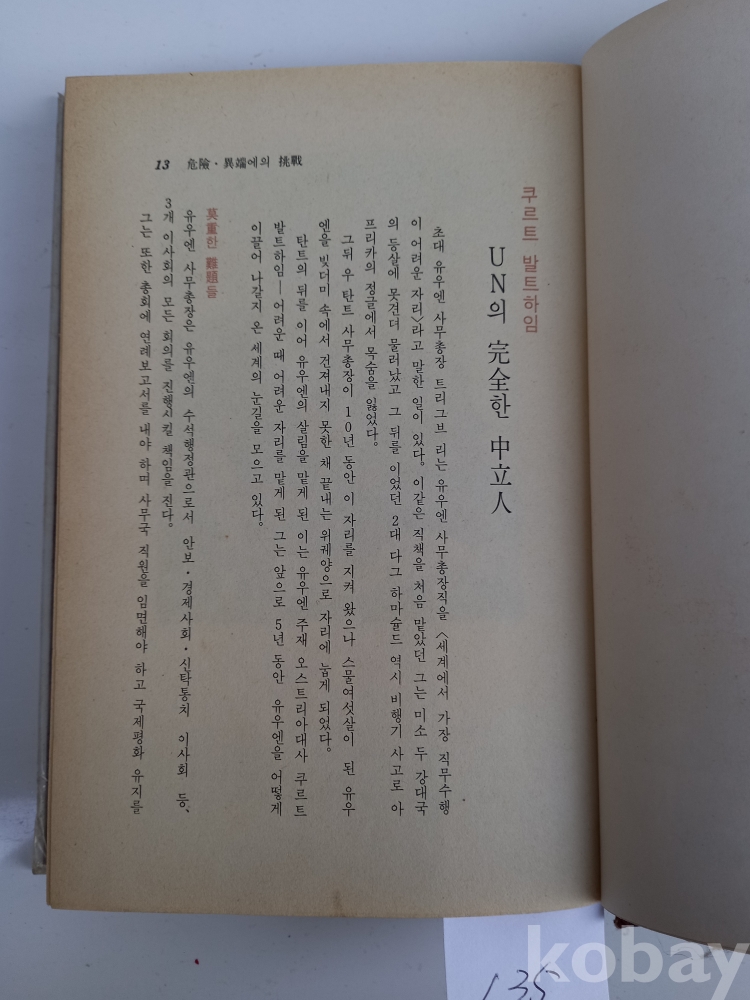 13 危險·異端에의 挑戰
쿠르트 발트하임
UN의 完全한 中立人
초대 유우엔 사무총장 트리그브 리는 유우엔 사무총장직을 〈세계에서 가장 직무수행
이 어려운 자리〉라고 말한 일이 있다. 이같은 직책을 처음 맡았던 그는 미소 두 강대국
의 등살에 못견뎌 물러났고 그 뒤를 이었던 2대 다그 하마슐드 역시 비행기 사고로 아
프리카의 정글에서 목숨을 잃었다.
그뒤 우 탄트 사무총장이 10년 동안 이 자리를 지켜 왔으나 스물여섯살이 된 유우
엔을 빚더미 속에서 건져내지 못한 채 끝내는 위궤양으로 자리에 눕게 되었다.
탄트의 뒤를 이어 유우엔의 살림을 맡게 된 이는 유우엔 주재 오스트리아대사 쿠르트
발트하임—어려운 때 어려운 자리를 맡게 된 그는 앞으로 5년 동안 유우엔을 어떻게
이끌어 나갈지 온 세계의 눈길을 모으고 있다.
莫重한 難題들
유우엔 사무총장은 유우엔의 수석행정관으로서 안보·경제사회·신탁통치 이사회 등、
3개 이사회의 모든 회의를 진행시킬 책임을 진다.
그는 또한 총회에 연례보고서를 내야 하며 사무국 직원을 임면해야 하고 국제평화 유지를
135
kobay